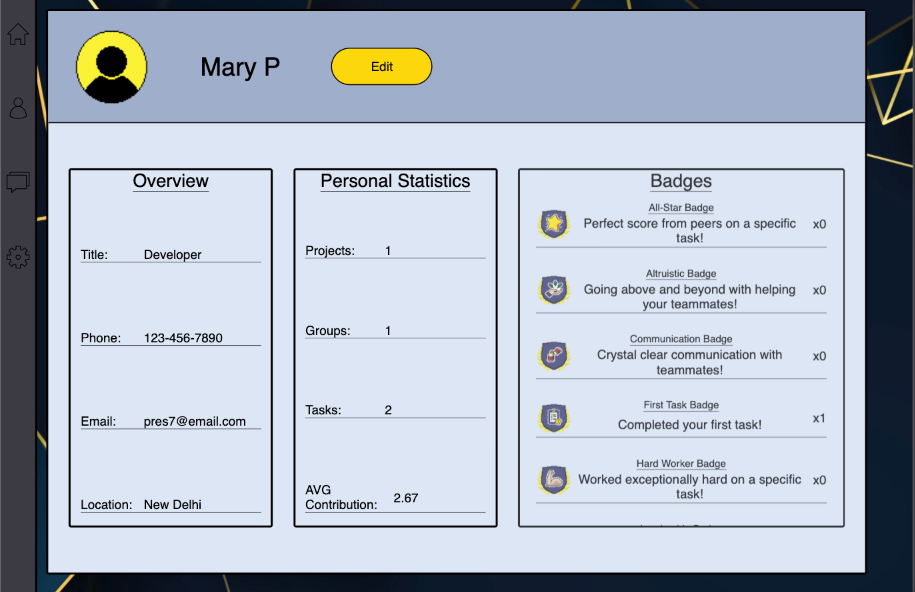 Mary P
Edit
Overview
Title: Developer
Phone: 123-456-7890
Email: pres7@email.com
Location: New Delhi
Personal Statistics
Projects: 1
Groups: 1
Tasks: 2
AVG
Contribution: 2.67
Badges
All-Star Badge
Perfect score from peers on a specific
task!
x0
Altruistic Badge
Going above and beyond with helping
your teammates!
x0
Communication Badge
Crystal clear communication with
teammates!
x0
First Task Badge
Completed your first task!
x1
Hard Worker Badge
Worked exceptionally hard on a specific
task!
x0